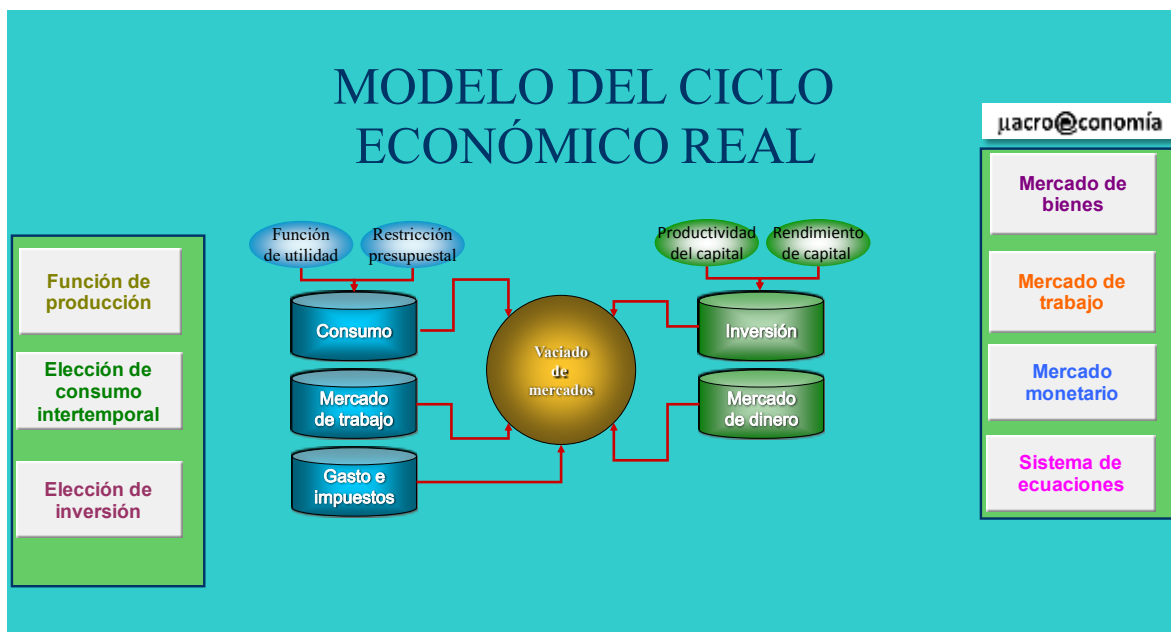 MODELO DEL CICLO
ECONÓMICO REAL
µacro@conomía
Función de
producción
Elección de
consumo
intertemporal
Elección de
inversión
Función
de utilidad
Restricción
presupuestal
Consumo
Mercado
de trabajo
Gasto e
impuestos
Vaciado
de
mercados
Productividad
del capital
Rendimiento
de capital
Inversión
Mercado
de dinero
Mercado de
bienes
Mercado de
trabajo
Mercado
monetario
Sistema de
ecuaciones